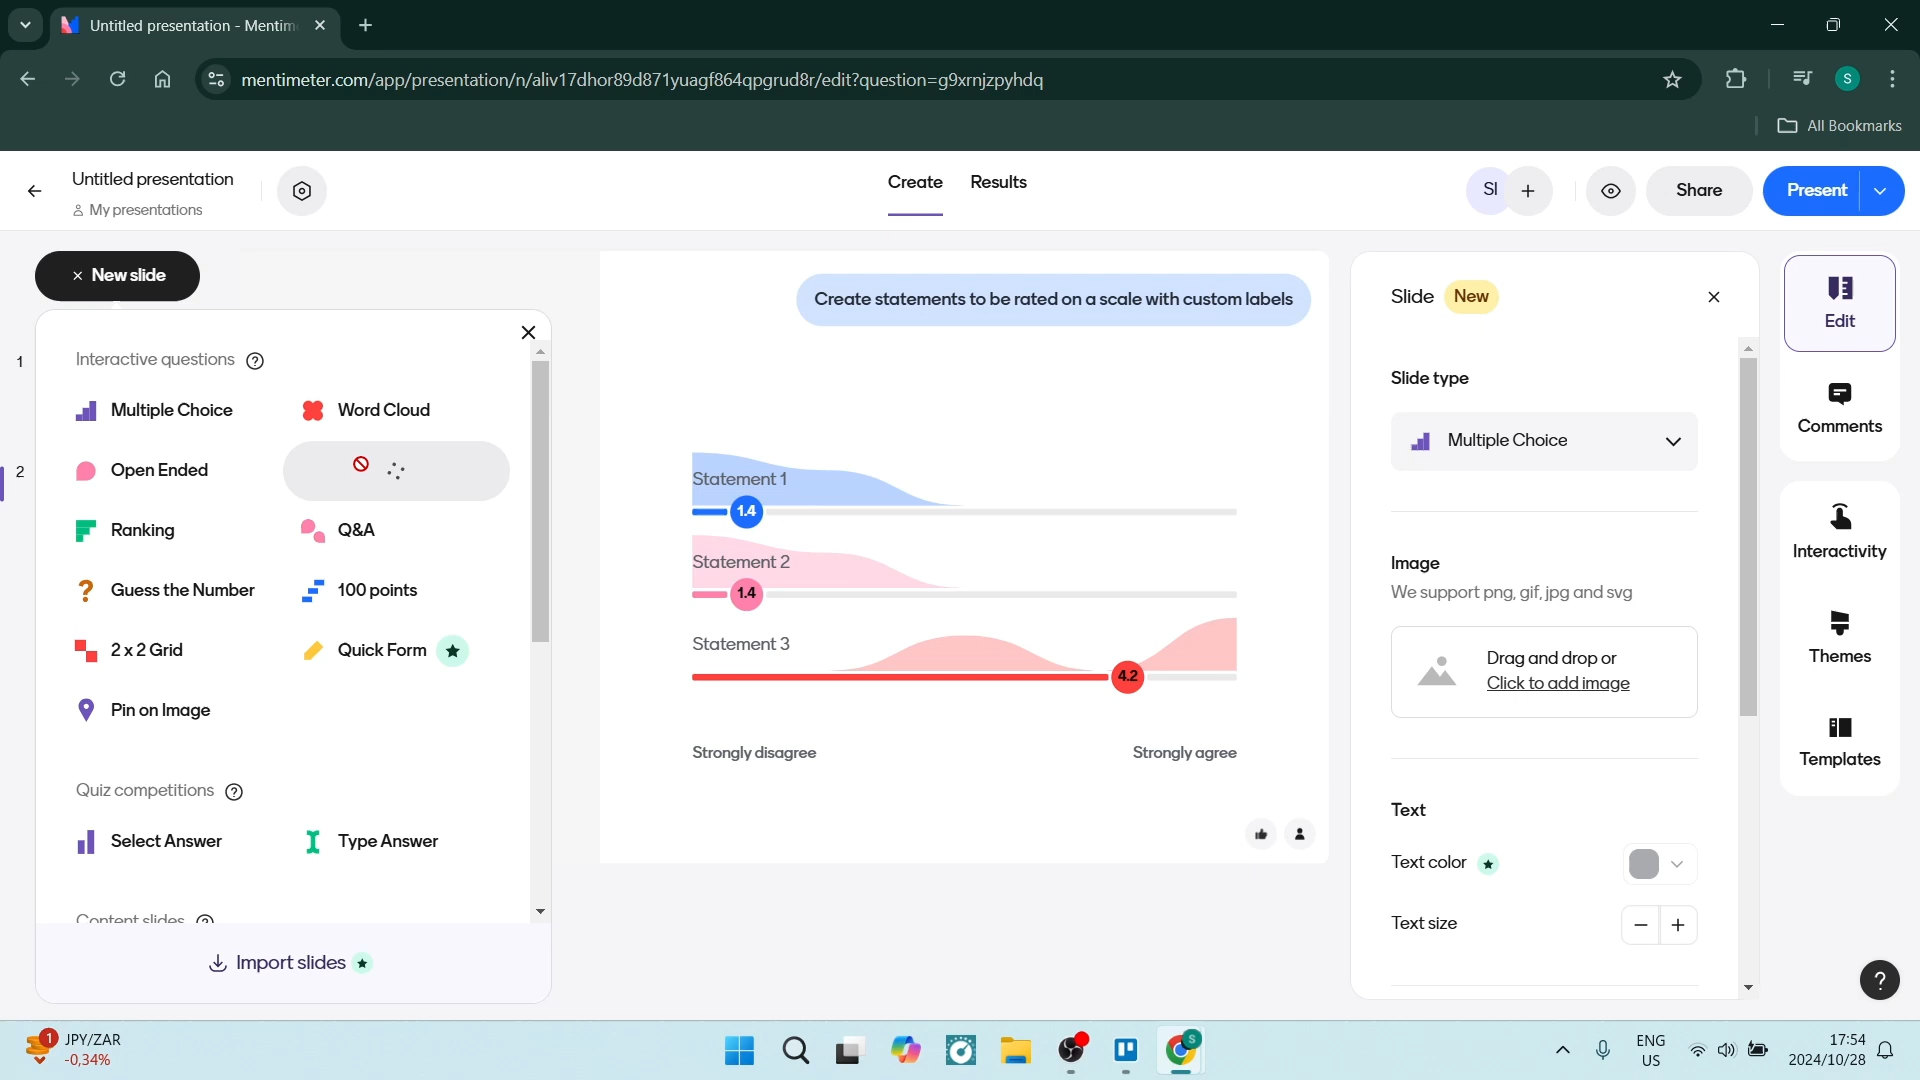 Untitled presentation - Mentim
mentimeter.com/app/presentation/n/aliv17dhor89d871yuagf864qpgrud8r/edit?question=g9xrnjzpyhdq
S
All Bookmarks
Untitled presentation
My presentations
Create
Results
SI
Share
Present
New slide
Interactive questions
1
2
Multiple Choice
Word Cloud
Open Ended
Ranking
Q&A
Guess the Number
100 points
2 x 2 Grid
Quick Form
Pin on Image
Quiz competitions
Select Answer
Type Answer
Content slides
Import slides
Create statements to be rated on a scale with custom labels
Statement 1
1.4
Statement 2
1.4
Statement 3
4.2
Strongly disagree
Strongly agree
Slide New
Slide type
Multiple Choice
Image
We support png, gif, jpg and svg
Drag and drop or
Click to add image
Text
Text color
Text size
Edit
Comments
Interactivity
Themes
Templates
?
1
JPY/ZAR
-0,34%
S
ENG
US
17:54
2024/10/28